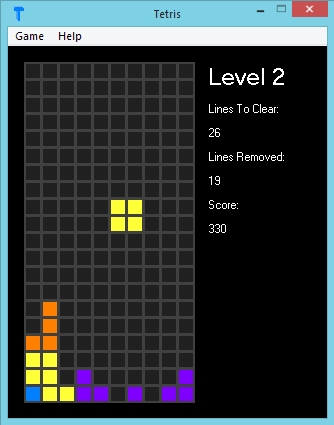 Tetris
Game Help
Level 2
Lines To Clear:
26
Lines Removed:
19
Score:
330